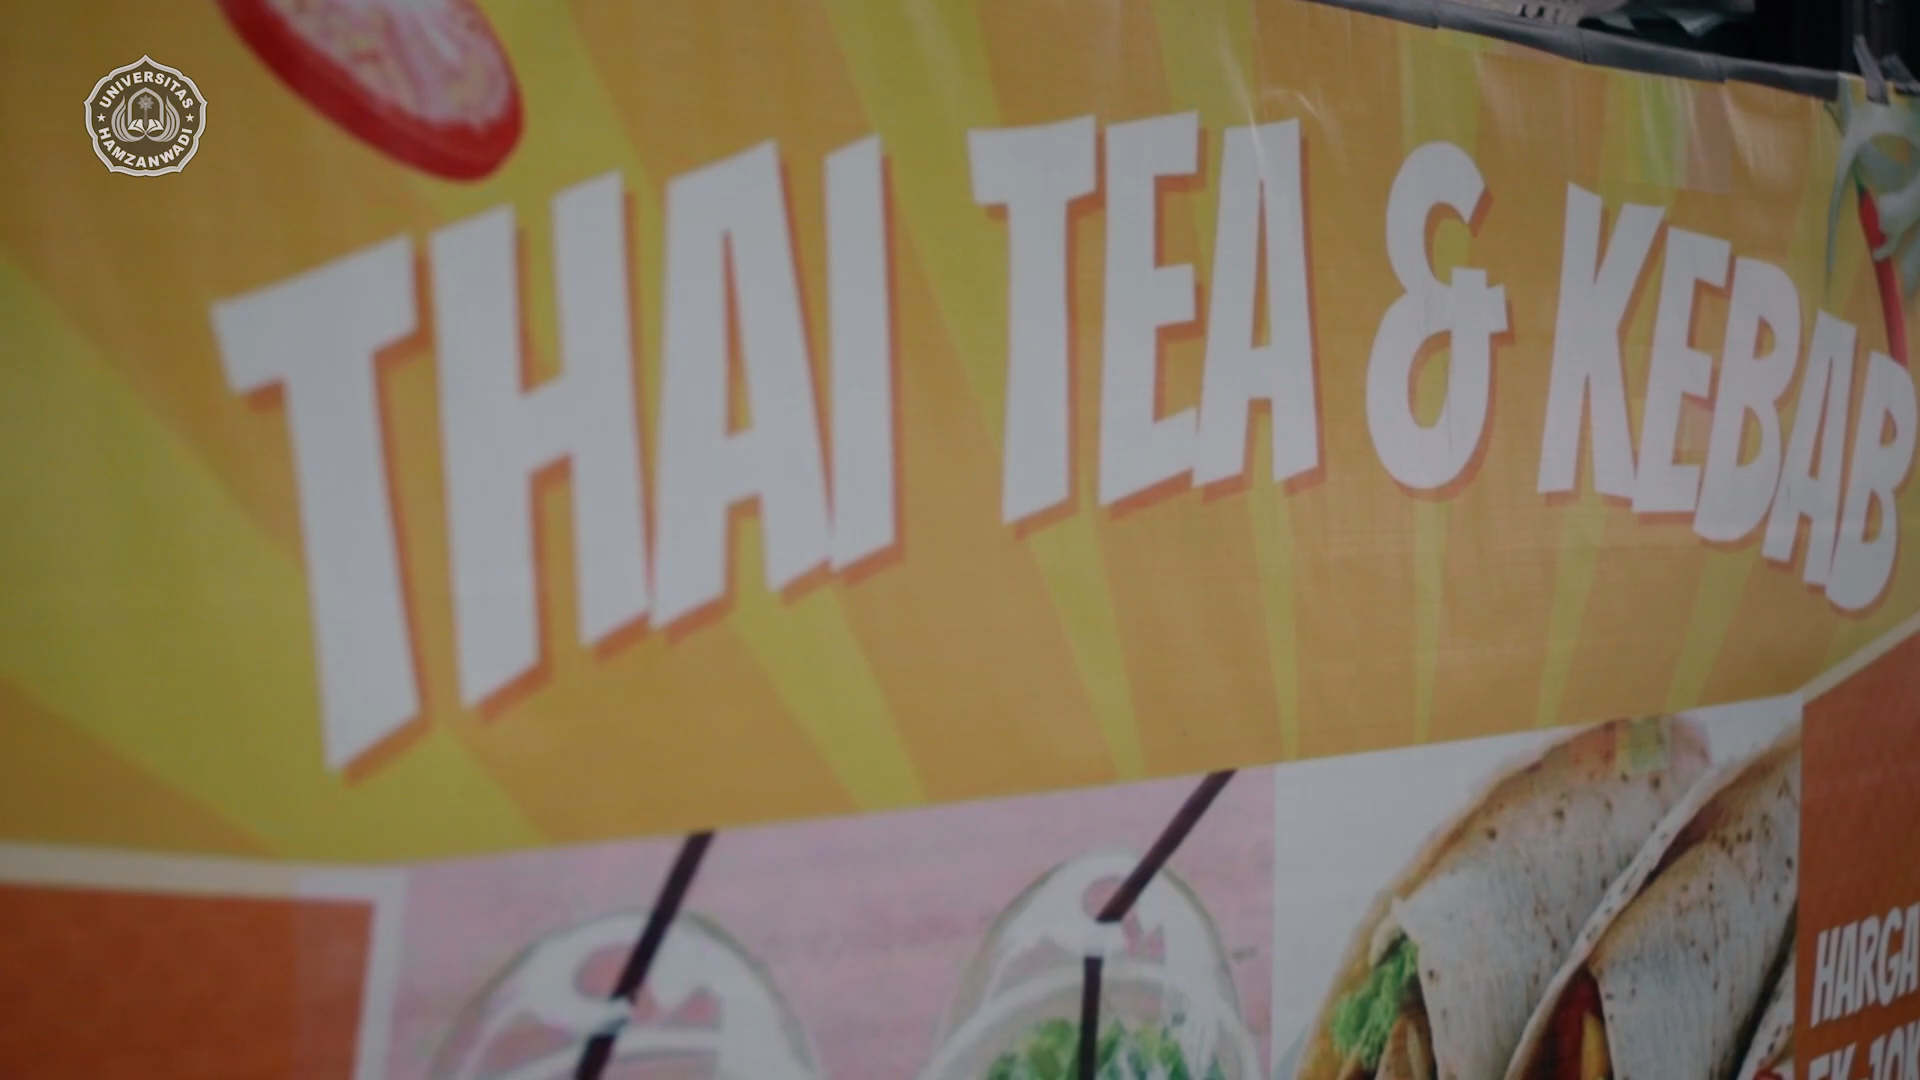 UNIVERSITAS
HAMZANWADI
THAI TEA & KEBAB
HARGA